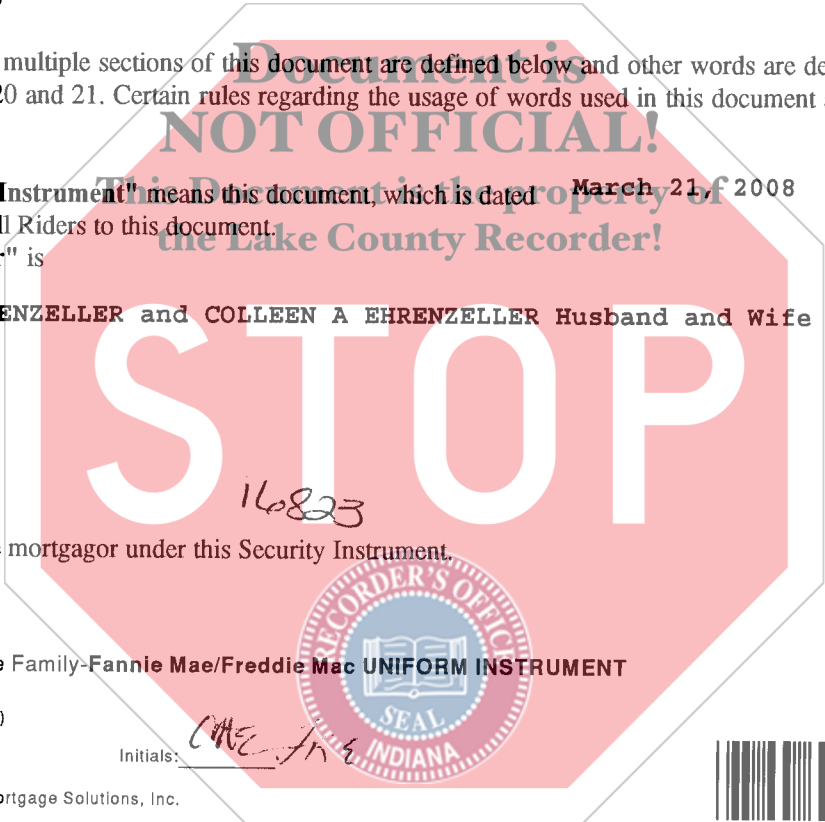 multiple sections of this document are defined below and other words are de
20 and 21. Certain rules regarding the usage of words used in this document
Document is
NOT OFFICIAL!
This Document is the property of
the Lake County Recorder!
Instrument" means this document, which is dated March 21, 2008
ll Riders to this document.
" is
ENZELLER and COLLEEN A EHRENZELLER Husband and Wife
STOP
16823
mortgagor under this Security Instrument.
RECORDER'S OFFICE
SEAL
INDIANA
e Family-Fannie Mae/Freddie Mac UNIFORM INSTRUMENT
)
Initials:
ortgage Solutions, Inc.